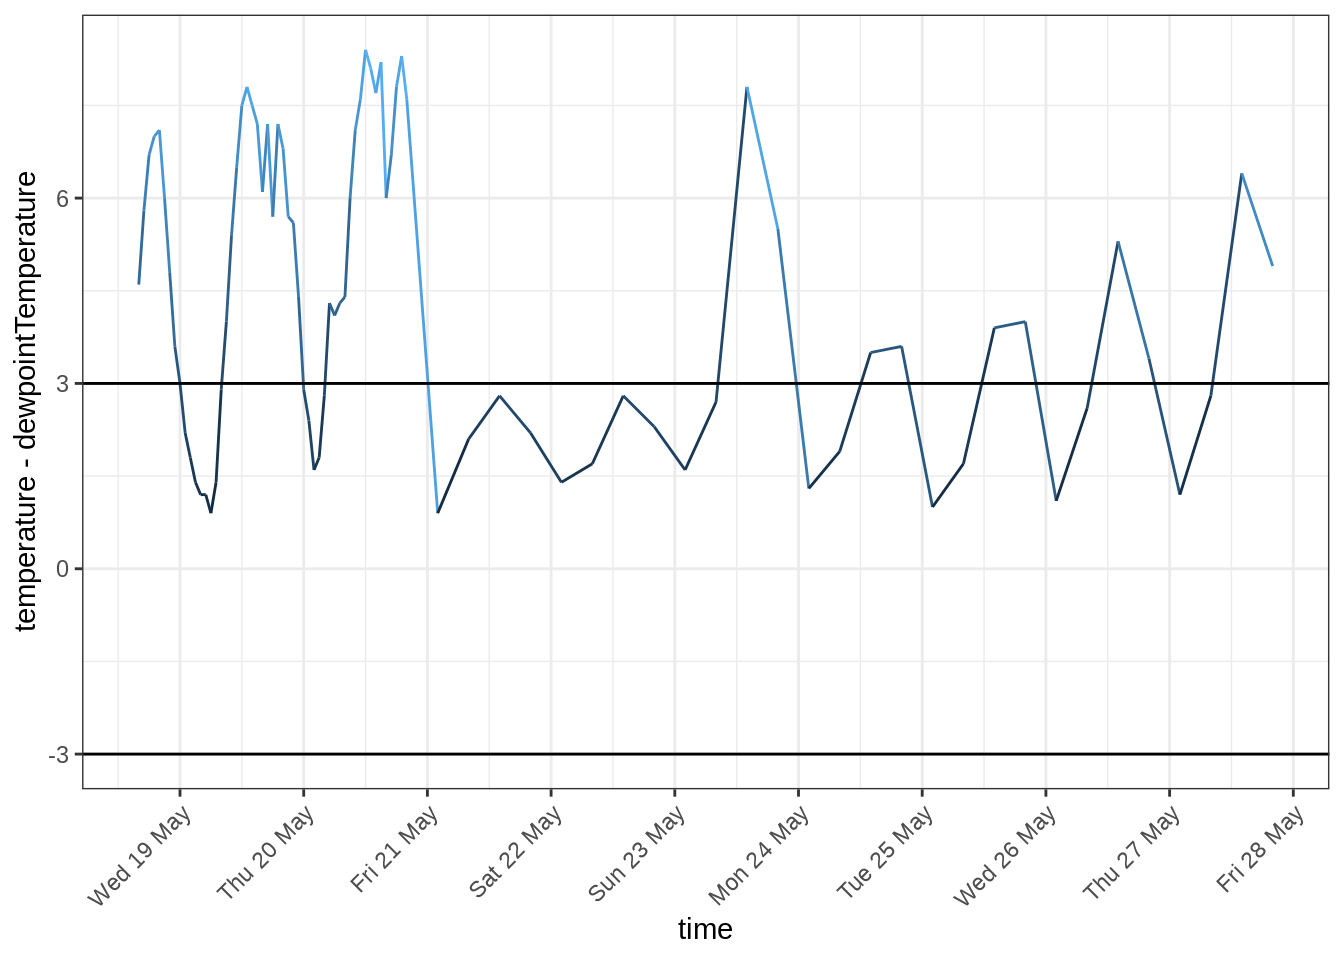 temperature - dewpointTemperature
6
3
0
-3
Wed 19 May
Thu 20 May
Fri 21 May
Sat 22 May
Sun 23 May
Mon 24 May
Tue 25 May
Wed 26 May
Thu 27 May
Fri 28 May
time